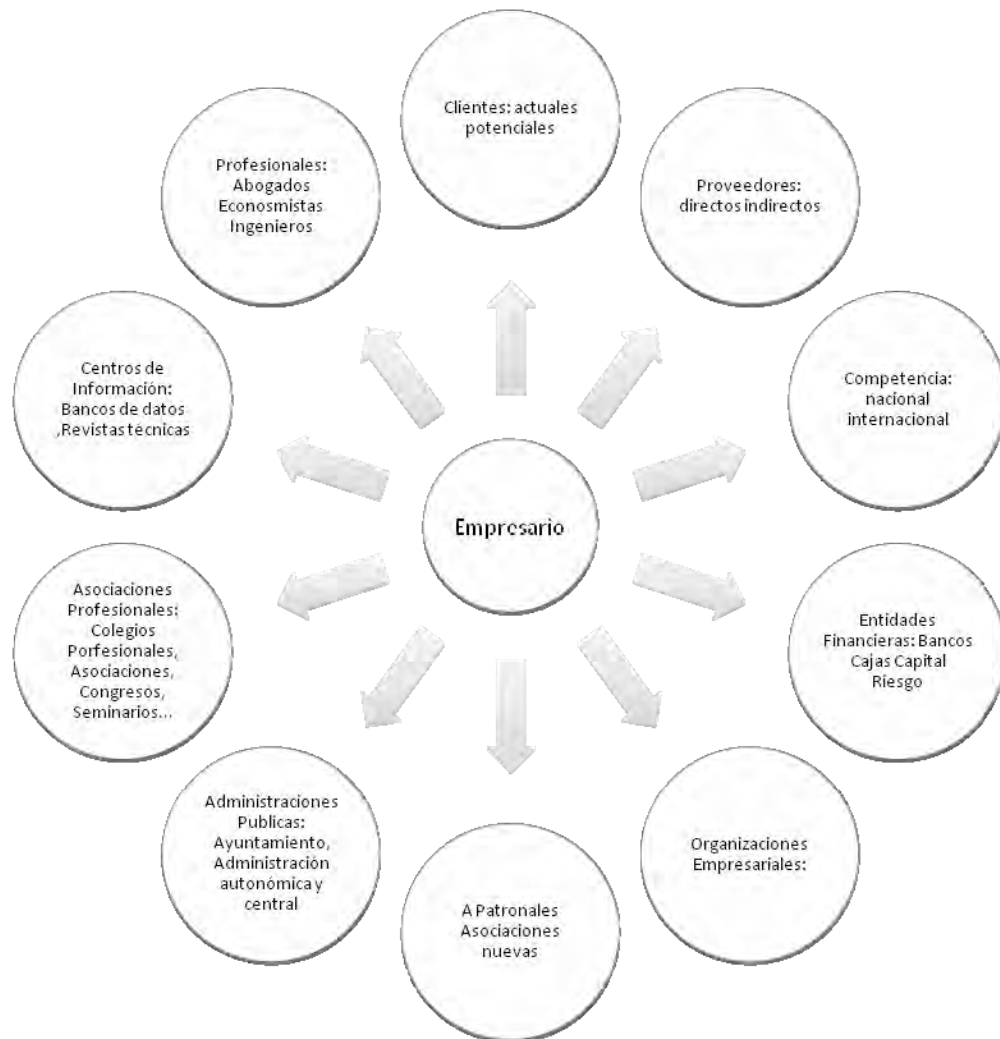 Clientes: actuales
potenciales
Proveedores:
directos indirectos
Competencia:
nacional
internacional
Entidades
Financieras: Bancos
Cajas Capital
Riesgo
Organizaciones
Empresariales:
A Patronales
Asociaciones
nuevas
Administraciones
Publicas:
Ayuntamiento,
Administración
autonómica y
central
Asociaciones
Profesionales:
Colegios
Porfesionales,
Asociaciones,
Congresos,
Seminarios...
Centros de
Información:
Bancos de datos
,Revistas técnicas
Profesionales:
Abogados
Econosmistas
Ingenieros
Empresario